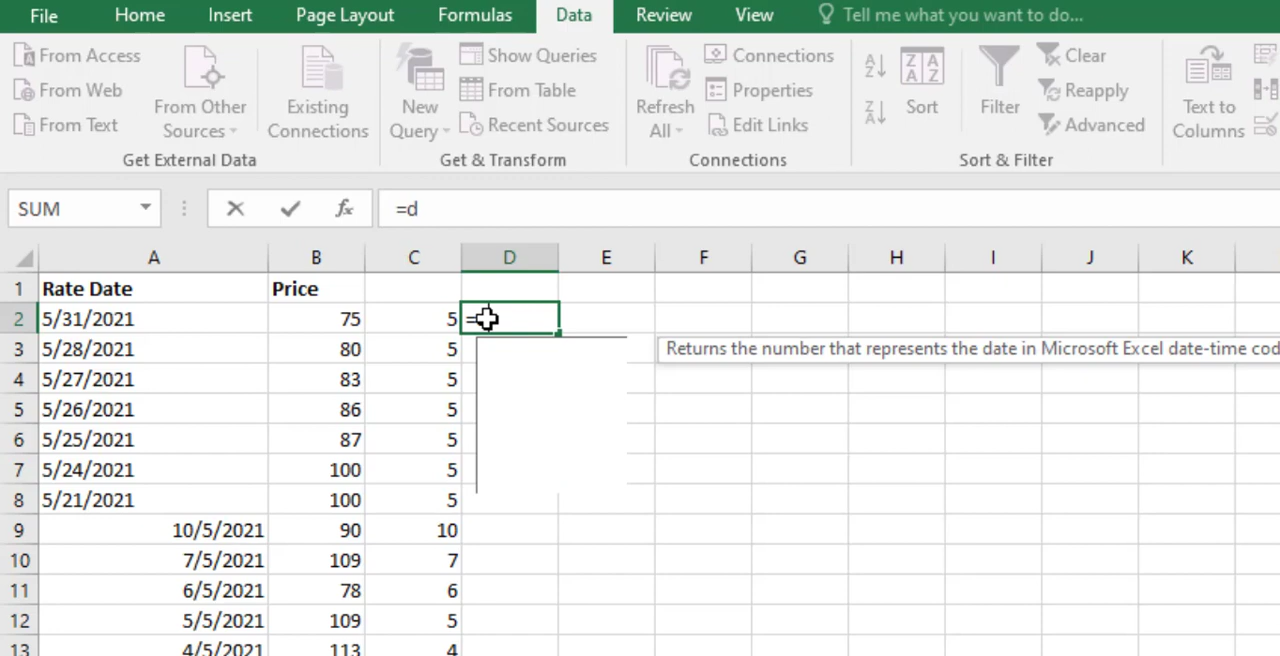 File Home Insert Page Layout Formulas Data Review View Tell me what you want to do...
From Access
From Web
From Text
From Other
Sources
Get External Data
Existing
Connections
New
Query
Show Queries
From Table
Recent Sources
Get & Transform
Refresh
All
Connections
Properties
Edit Links
Connections
Sort
Filter
Clear
Reapply
Advanced
Sort & Filter
Text to
Columns
SUM fx =d
A B C D E F G H I J K
1 Rate Date Price
2 5/31/2021 75 5 =
3 5/28/2021 80 5 Returns the number that represents the date in Microsoft Excel date-time cod
4 5/27/2021 83 5
5 5/26/2021 86 5
6 5/25/2021 87 5
7 5/24/2021 100 5
8 5/21/2021 100 5
9 10/5/2021 90 10
10 7/5/2021 109 7
11 6/5/2021 78 6
12 5/5/2021 109 5
13 4/5/2021 113 4